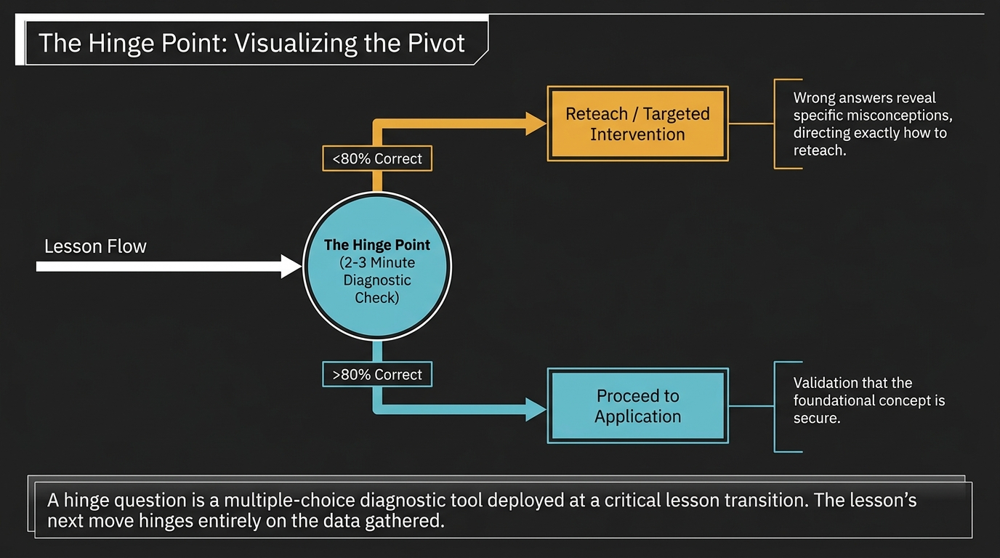 The Hinge Point: Visualizing the Pivot
Lesson Flow
<80% Correct
The Hinge Point
(2-3 Minute
Diagnostic
Check)
>80% Correct
Reteach / Targeted
Intervention
Wrong answers reveal
specific misconceptions,
directing exactly how to
reteach.
Proceed to
Application
Validation that the
foundational concept is
secure.
A hinge question is a multiple-choice diagnostic tool deployed at a critical lesson transition. The lesson’s
next move hinges entirely on the data gathered.